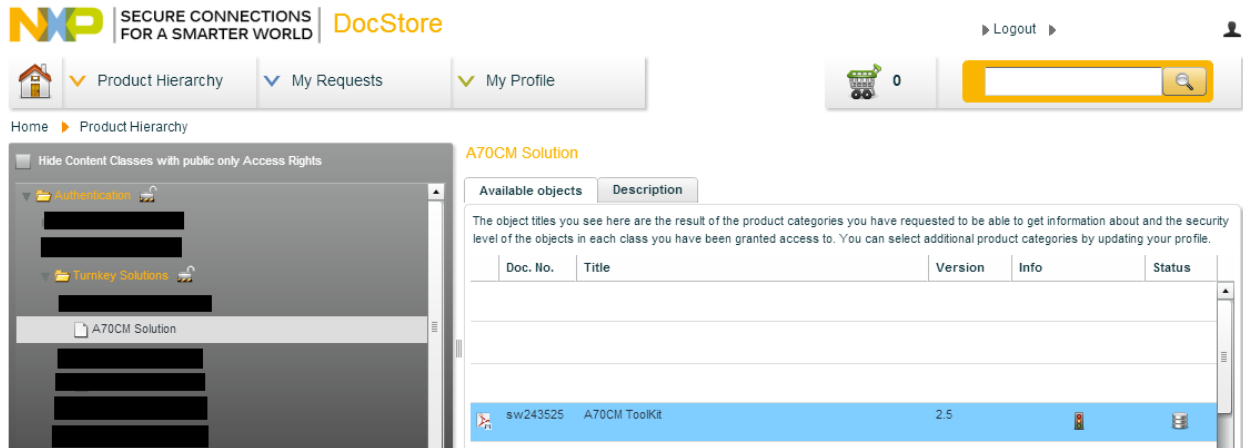 NXP SECURE CONNECTIONS
FOR A SMARTER WORLD DocStore
Logout
Product Hierarchy My Requests My Profile 0
Home Product Hierarchy
Hide Content Classes with public only Access Rights
Authentication
Turnkey Solutions
A70CM Solution
A70CM Solution
Available objects Description
The object titles you see here are the result of the product categories you have requested to be able to get information about and the security
level of the objects in each class you have been granted access to. You can select additional product categories by updating your profile.
Doc. No. Title Version Info Status
sw243525 A70CM ToolKit 2.5